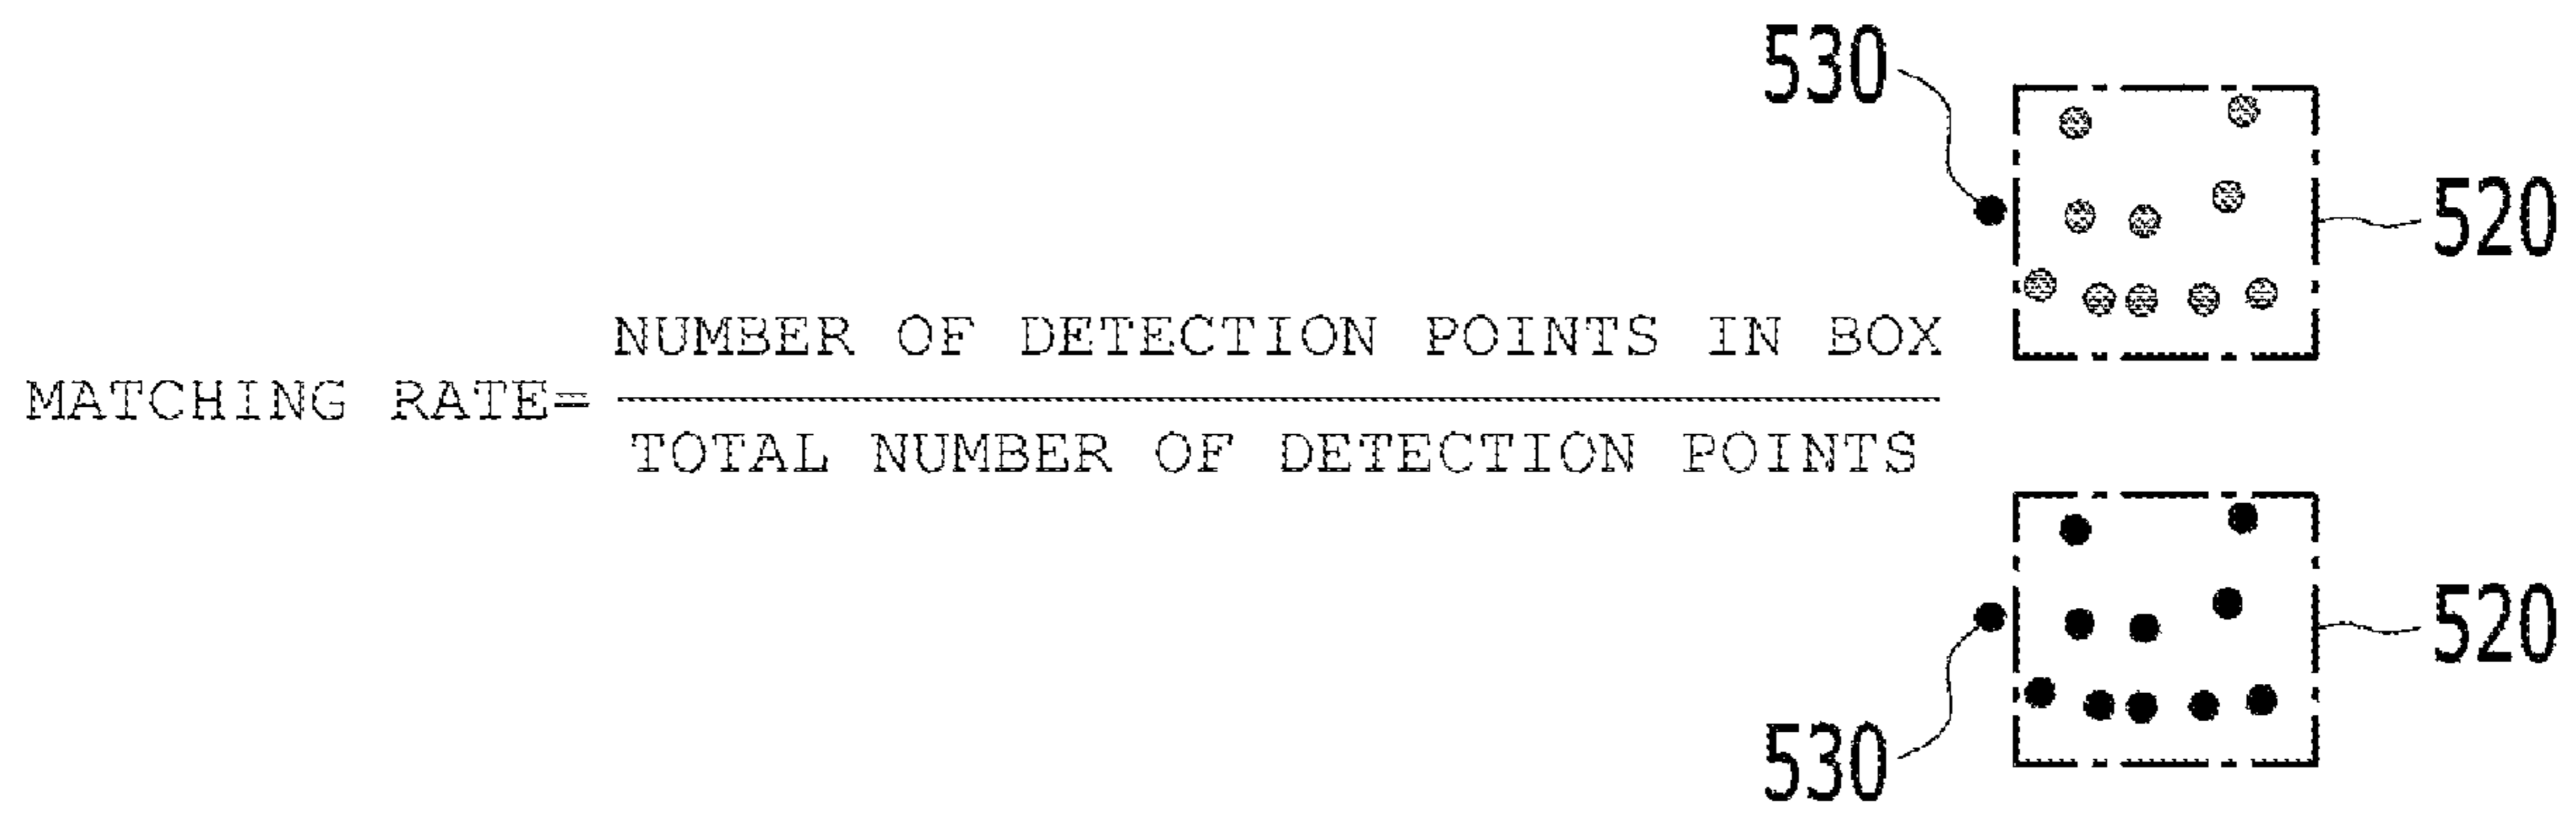 530
520
NUMBER OF DETECTION POINTS IN BOX
MATCHING RATE=
TOTAL NUMBER OF DETECTION POINTS
520
530